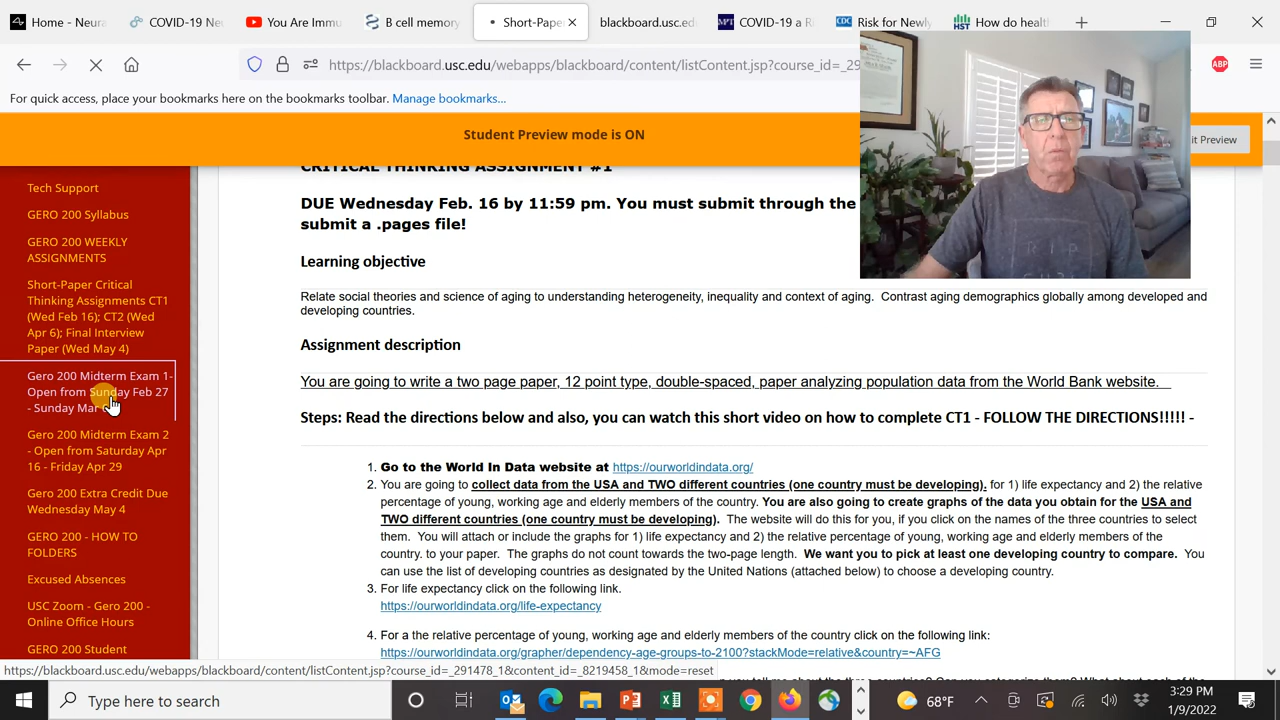 Home - Neura
COVID-19 Ne
You Are Immu
B cell memory
Short-Pape
blackboard.usc.edu
COVID-19 a R
CDC
Risk for Newly
HST
How do healt
https://blackboard.usc.edu/webapps/blackboard/content/listContent.jsp?course_id=_29
ABP
For quick access, place your bookmarks here on the bookmarks toolbar. Manage bookmarks...
Student Preview mode is ON
it Preview
Tech Support
GERO 200 Syllabus
GERO 200 WEEKLY
ASSIGNMENTS
Short-Paper Critical
Thinking Assignments CT1
(Wed Feb 16); CT2 (Wed
Apr 6); Final Interview
Paper (Wed May 4)
Gero 200 Midterm Exam 1-
Open from Sunday Feb 27
- Sunday Mar
Gero 200 Midterm Exam 2
- Open from Saturday Apr
16 - Friday Apr 29
Gero 200 Extra Credit Due
Wednesday May 4
GERO 200 - HOW TO
FOLDERS
Excused Absences
USC Zoom - Gero 200 -
Online Office Hours
GERO 200 Student
CRITICAL THINKING ASSIGNMENT #1
DUE Wednesday Feb. 16 by 11:59 pm. You must submit through the
submit a .pages file!
Learning objective
Relate social theories and science of aging to understanding heterogeneity, inequality and context of aging. Contrast aging demographics globally among developed and
developing countries.
Assignment description
You are going to write a two page paper, 12 point type, double-spaced, paper analyzing population data from the World Bank website.
Steps: Read the directions below and also, you can watch this short video on how to complete CT1 - FOLLOW THE DIRECTIONS!!!!! -
1. Go to the World In Data website at https://ourworldindata.org/
2. You are going to collect data from the USA and TWO different countries (one country must be developing). for 1) life expectancy and 2) the relative
percentage of young, working age and elderly members of the country. You are also going to create graphs of the data you obtain for the USA and
TWO different countries (one country must be developing). The website will do this for you, if you click on the names of the three countries to select
them. You will attach or include the graphs for 1) life expectancy and 2) the relative percentage of young, working age and elderly members of the
country. to your paper. The graphs do not count towards the two-page length. We want you to pick at least one developing country to compare. You
can use the list of developing countries as designated by the United Nations (attached below) to choose a developing country.
3. For life expectancy click on the following link.
https://ourworldindata.org/life-expectancy
4. For a the relative percentage of young, working age and elderly members of the country click on the following link:
https://ourworldindata.org/grapher/dependency-age-groups-to-2100?stackMode=relative&country=~AFG
https://blackboard.usc.edu/webapps/blackboard/content/listContent.jsp?course_id=_291478_1&content_id=_8219458_1&mode=reset
Type here to search
68°F
3:29 PM
1/9/2022